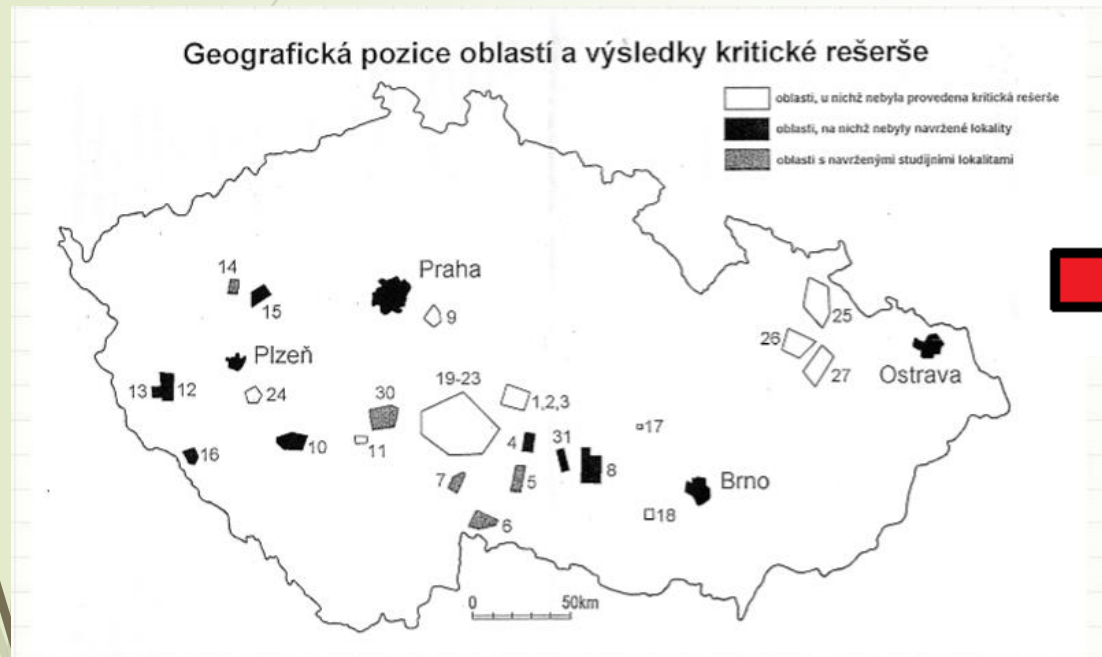 Geografická pozice oblastí a výsledky kritické rešerše
oblasti, u nichž nebyla provedena kritická rešerše
oblasti, na nichž nebyly navržené lokality
oblasti s navrženými studijními lokalitami
14
15
Praha
9
25
26
27
Ostrava
Plzeň
13
12
24
30
19-23
1,2,3
16
10
11
4
31
17
7
5
8
Brno
6
18
0
50km